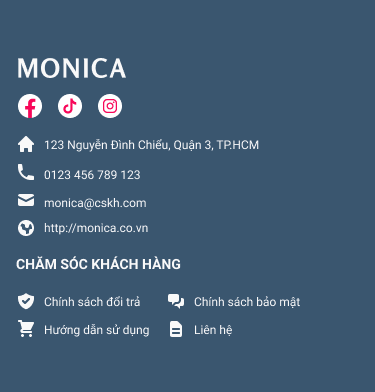 MONICA
123 Nguyễn Đình Chiểu, Quận 3, TP.HCM
0123 456 789 123
monica@cskh.com
http://monica.co.vn
CHĂM SÓC KHÁCH HÀNG
Chính sách đổi trả
Chính sách bảo mật
Hướng dẫn sử dụng
Liên hệ